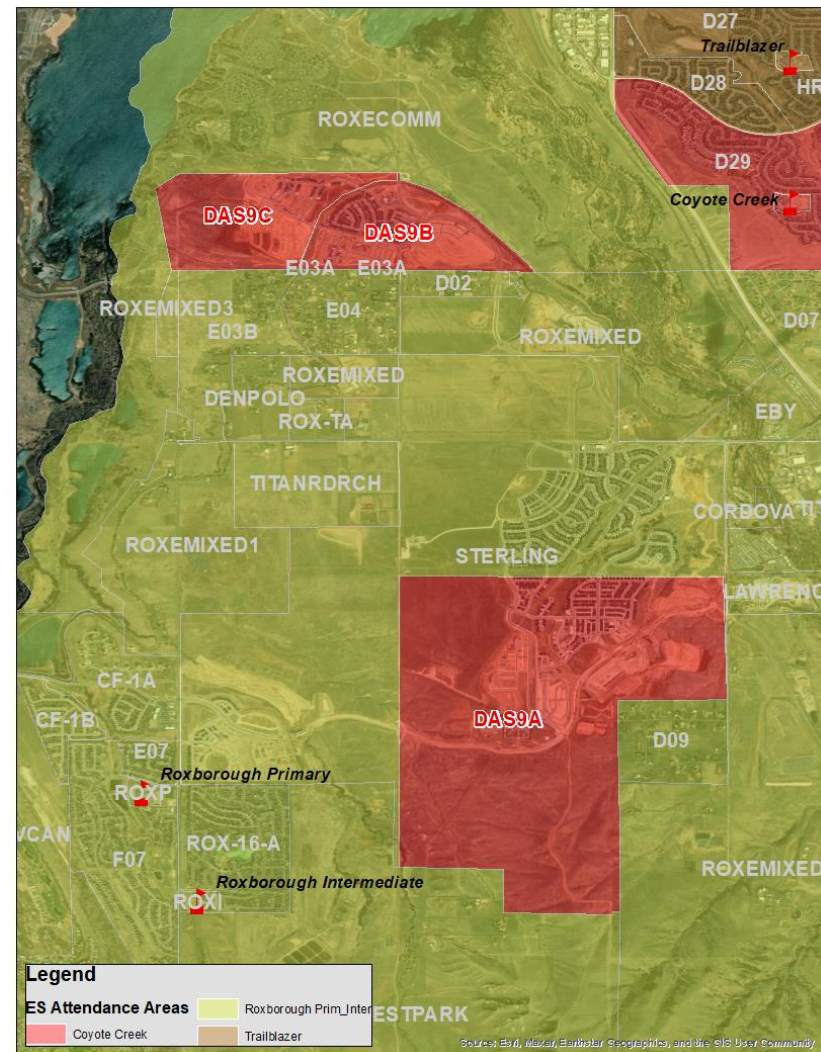 D27
Trailblazer
D28
HR
ROXECOMM
D29
Coyote Creek
DAS9C
DAS9B
E03A
E03A
D02
ROXEMIXED3
E03B
E04
ROXEMIXED
D07
ROXEMIXED
DENPOLO
ROX-TA
EBY
TITANRDRCH
CORDOVA
TIT
ROXEMIXED1
STERLING
LAWRENC
CF-1A
CF-1B
DAS9A
D09
E07
Roxborough Primary
ROXP
VCAN
F07
ROX-16-A
ROXEMIXED
Roxborough Intermediate
ROXI
Legend
ES Attendance Areas
Roxborough Prim_Inter
Coyote Creek
Trailblazer
ESTPARK
Source: Esri, Maxar, Earthstar Geographics, and the GIS User Community